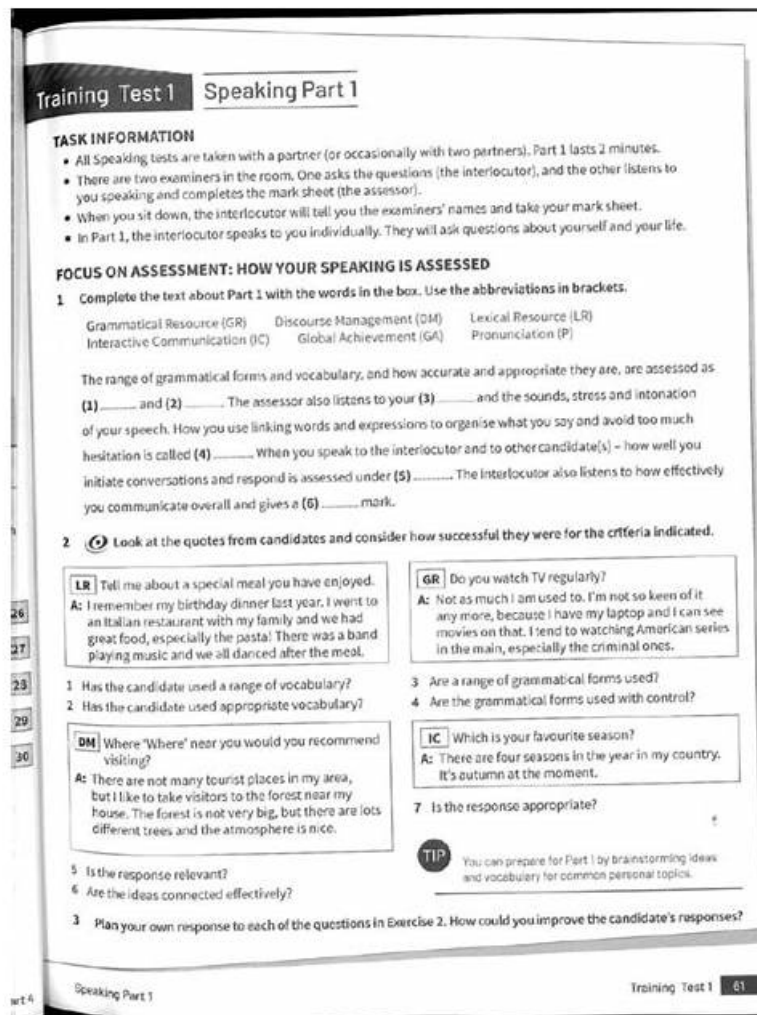 Training Test 1
Speaking Part 1
TASK INFORMATION
• All Speaking tests are taken with a partner (or occasionally with two partners). Part 1 lasts 2 minutes.
• There are two examiners in the room. One asks the questions (the interlocutor), and the other listens to
you speaking and completes the mark sheet (the assessor).
• When you sit down, the interlocutor will tell you the examiners' names and take your mark sheet.
• In Part 1, the interlocutor speaks to you individually. They will ask questions about yourself and your life.
FOCUS ON ASSESSMENT: HOW YOUR SPEAKING IS ASSESSED
1 Complete the text about Part 1 with the words in the box. Use the abbreviations in brackets.
Grammatical Resource (GR) Discourse Management (DM) Lexical Resource (LR)
Interactive Communication (IC) Global Achievement (GA) Pronunciation (P)
The range of grammatical forms and vocabulary, and how accurate and appropriate they are, are assessed as
(1) ______ and (2) ______. The assessor also listens to your (3) ______ and the sounds, stress and intonation
of your speech. How you use linking words and expressions to organise what you say and avoid too much
hesitation is called (4) ______. When you speak to the interlocutor and to other candidate(s) – how well you
initiate conversations and respond is assessed under (5) ______. The interlocutor also listens to how effectively
you communicate overall and gives a (6) ______ mark.
2 Look at the quotes from candidates and consider how successful they were for the criteria indicated.
LR Tell me about a special meal you have enjoyed.
A: I remember my birthday dinner last year. I went to
an Italian restaurant with my family and we had
great food, especially the pasta! There was a band
playing music and we all danced after the meal.
1 Has the candidate used a range of vocabulary?
2 Has the candidate used appropriate vocabulary?
DM Where 'Where' near you would you recommend
visiting?
A: There are not many tourist places in my area,
but I like to take visitors to the forest near my
house. The forest is not very big, but there are lots
different trees and the atmosphere is nice.
5 Is the response relevant?
6 Are the ideas connected effectively?
GR Do you watch TV regularly?
A: Not as much I am used to. I'm not so keen of it
any more, because I have my laptop and I can see
movies on that. I tend to watching American series
in the main, especially the criminal ones.
3 Are a range of grammatical forms used?
4 Are the grammatical forms used with control?
IC Which is your favourite season?
A: There are four seasons in the year in my country.
It's autumn at the moment.
7 Is the response appropriate?
TIP
You can prepare for Part 1 by brainstorming ideas
and vocabulary for common personal topics.
3 Plan your own response to each of the questions in Exercise 2. How could you improve the candidate's responses?
26
27
28
29
30
art 4
Speaking Part 1
Training Test 1 61